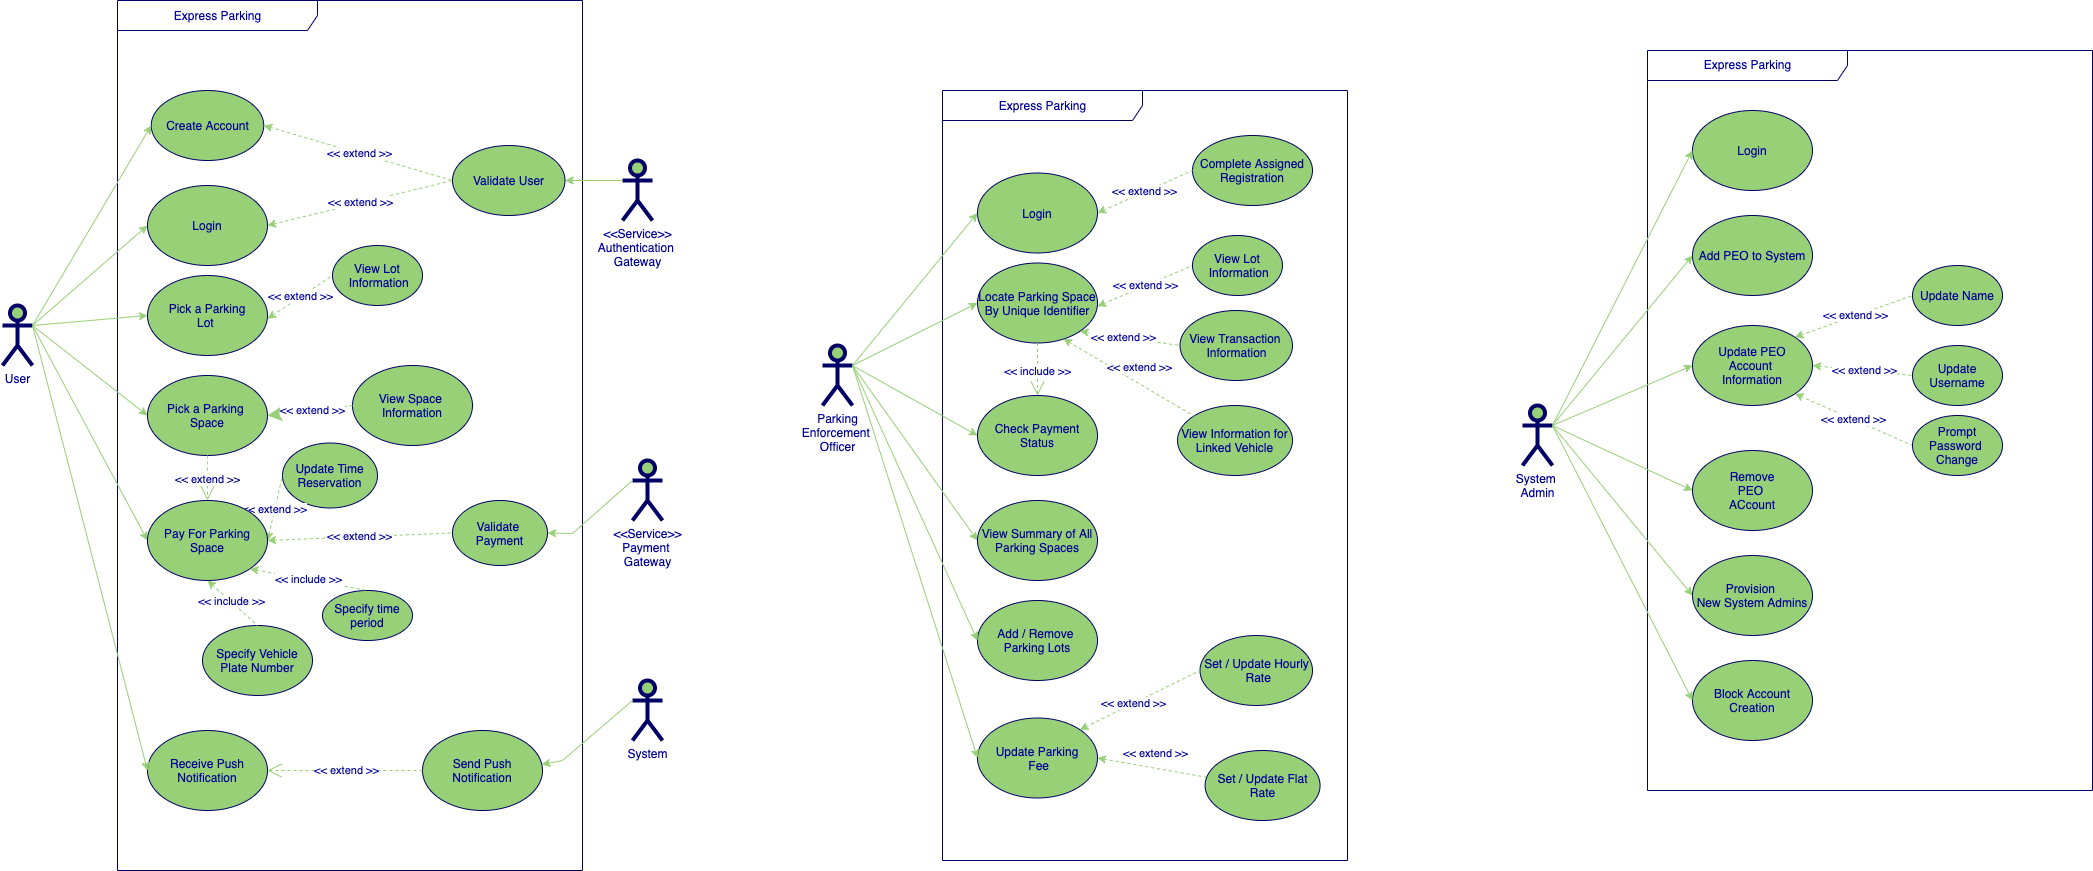 Express Parking
Create Account
<< extend >>
Validate User
<< extend >>
Login
<<Service>>
Authentication
Gateway
View Lot
Information
<< extend >>
Pick a Parking
Lot
User
View Space
Information
<< extend >>
Pick a Parking
Space
<< extend >>
Update Time
Reservation
<< extend >>
Pay For Parking
Space
<< extend >>
Validate
Payment
<<Service>>
Payment
Gateway
<< include >>
<< include >>
Specify time
period
Specify Vehicle
Plate Number
Receive Push
Notification
<< extend >>
Send Push
Notification
System
Express Parking
Complete Assigned
Registration
<< extend >>
Login
View Lot
Information
<< extend >>
Locate Parking Space
By Unique Identifier
<< extend >>
View Transaction
Information
<< extend >>
<< include >>
Parking
Enforcement
Officer
Check Payment
Status
View Information for
Linked Vehicle
View Summary of All
Parking Spaces
Add / Remove
Parking Lots
Set / Update Hourly
Rate
<< extend >>
Update Parking
Fee
<< extend >>
Set / Update Flat
Rate
Express Parking
Login
Add PEO to System
Update Name
<< extend >>
Update PEO
Account
Information
<< extend >>
Update
Username
<< extend >>
Prompt
Password
Change
System
Admin
Remove
PEO
ACcount
Provision
New System Admins
Block Account
Creation